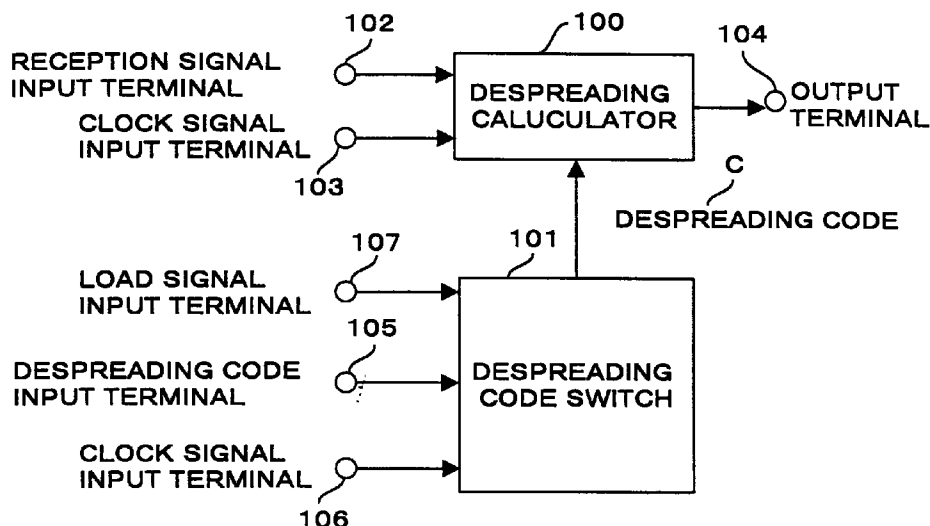 102
100
104
RECEPTION SIGNAL
INPUT TERMINAL
DESPREADING
CALUCULATOR
OUTPUT
TERMINAL
CLOCK SIGNAL
INPUT TERMINAL
103
C
DESPREADING CODE
107
101
LOAD SIGNAL
INPUT TERMINAL
105
DESPREADING CODE
INPUT TERMINAL
DESPREADING
CODE SWITCH
CLOCK SIGNAL
INPUT TERMINAL
106